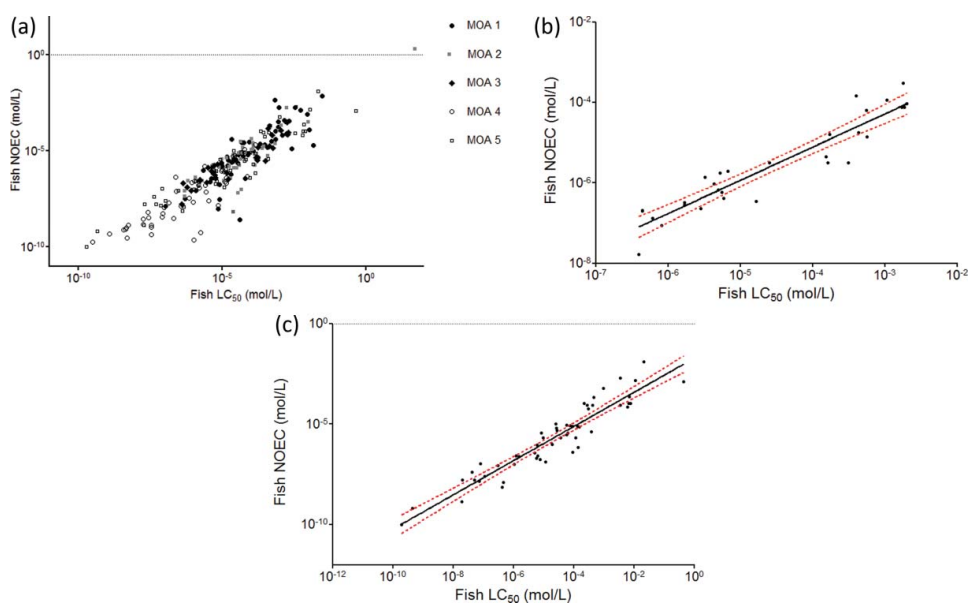 (a)
Fish NOEC (mol/L)
10⁰
10⁻⁵
10⁻¹⁰
10⁻¹⁰ 10⁻⁵ 10⁰
Fish LC₅₀ (mol/L)
MOA 1
MOA 2
MOA 3
MOA 4
MOA 5
(b)
Fish NOEC (mol/L)
10⁻²
10⁻⁴
10⁻⁶
10⁻⁸
10⁻⁷ 10⁻⁶ 10⁻⁵ 10⁻⁴ 10⁻³ 10⁻²
Fish LC₅₀ (mol/L)
(c)
Fish NOEC (mol/L)
10⁰
10⁻⁵
10⁻¹⁰
10⁻¹² 10⁻¹⁰ 10⁻⁸ 10⁻⁶ 10⁻⁴ 10⁻² 10⁰
Fish LC₅₀ (mol/L)